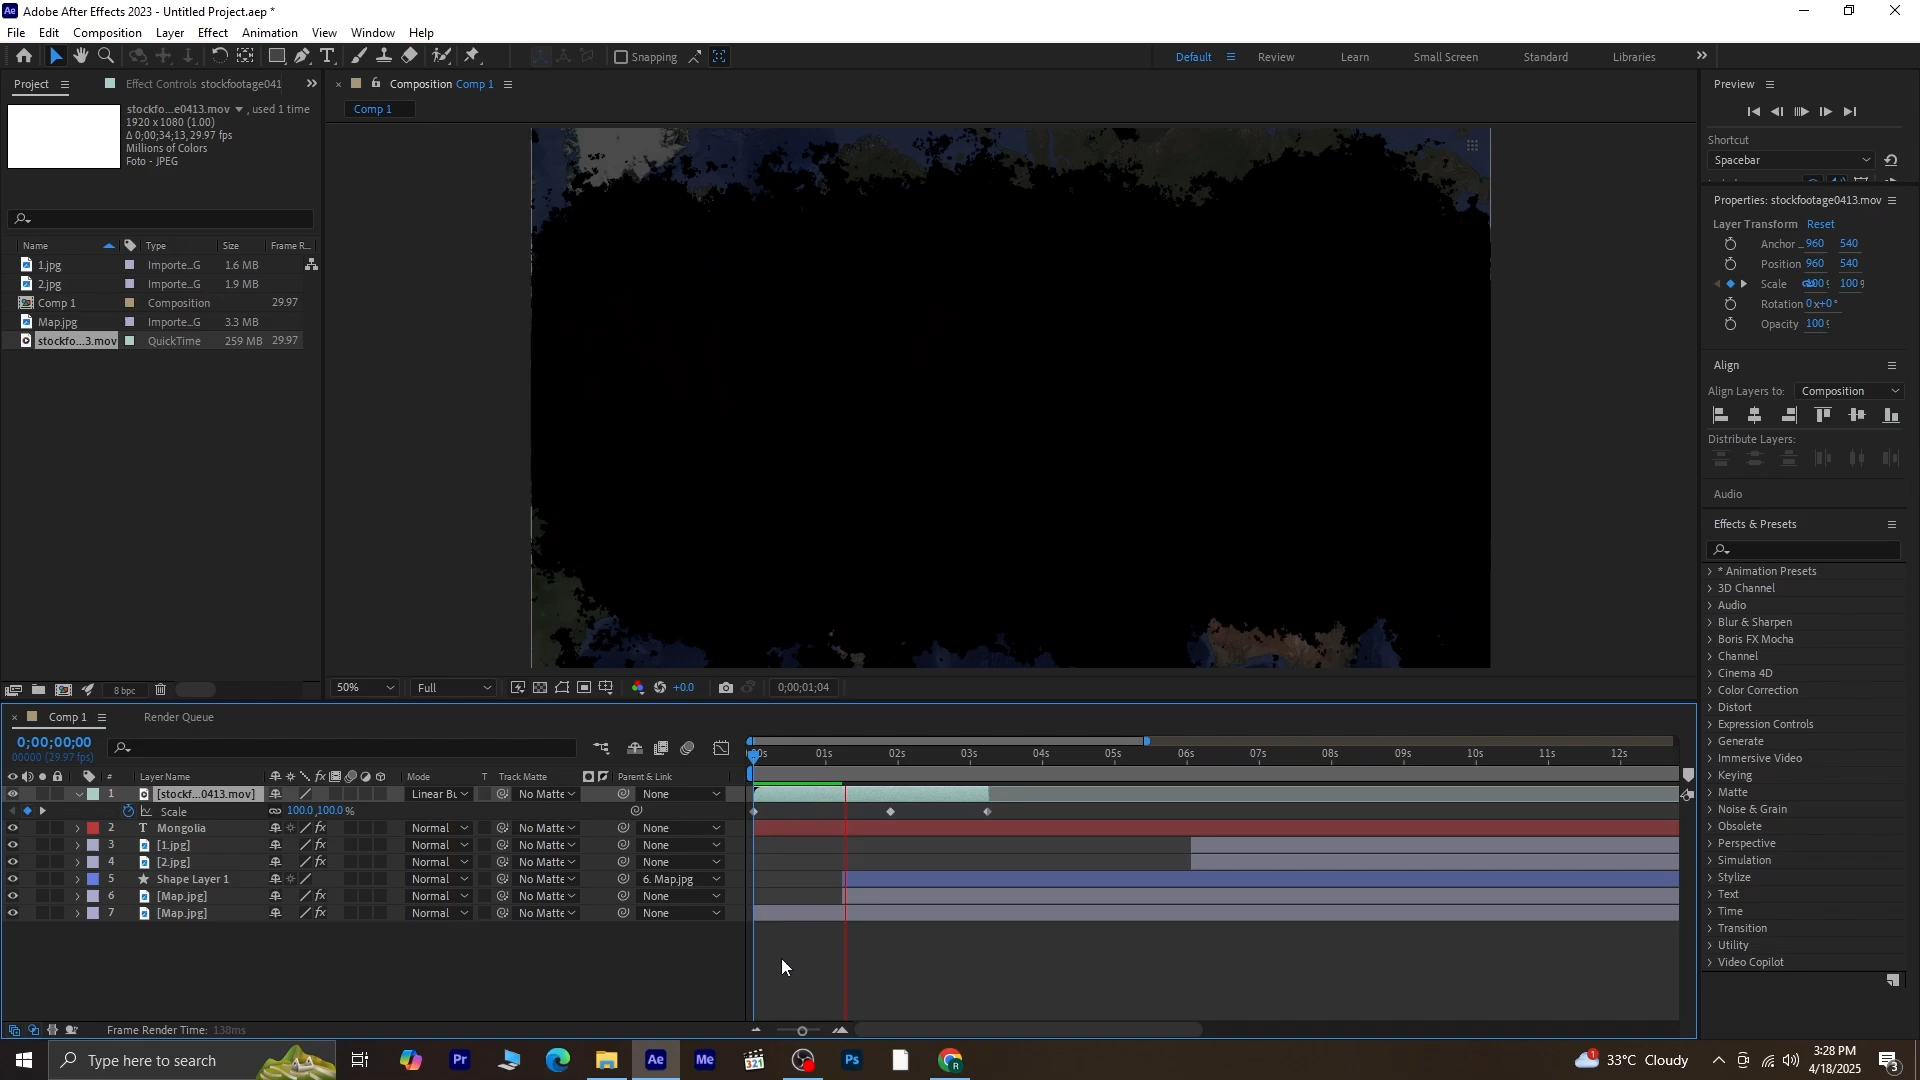 Adobe After Effects 2023 - Untitled Project.aep *
File Edit Composition Layer Effect Animation View Window Help
Snapping
Default Review Learn Small Screen Standard Libraries
Project Effect Controls stockfootage041
stockfo...e0413.mov , used 1 time
1920 x 1080 (1.00)
Δ 0;00;34;13, 29.97 fps
Millions of Colors
Foto - JPEG
Name Type Size Frame R...
1.jpg Importe...G 1.6 MB
2.jpg Importe...G 1.9 MB
Comp 1 Composition 29.97
Map.jpg Importe...G 3.3 MB
stockfo...3.mov QuickTime 259 MB 29.97
8 bpc
Composition Comp 1
Comp 1
50% Full +0.0 0;00;01;04
Preview
Shortcut
Spacebar
Properties: stockfootage0413.mov
Layer Transform Reset
Anchor ... 960 540
Position 960 540
Scale 100 100
Rotation 0x+0°
Opacity 100
Align
Align Layers to: Composition
Distribute Layers:
Audio
Effects & Presets
* Animation Presets
3D Channel
Audio
Blur & Sharpen
Boris FX Mocha
Channel
Cinema 4D
Color Correction
Distort
Expression Controls
Generate
Immersive Video
Keying
Matte
Noise & Grain
Obsolete
Perspective
Simulation
Stylize
Text
Time
Transition
Utility
Video Copilot
Comp 1 Render Queue
0;00;00;00
00000 (29.97 fps)
00s 01s 02s 03s 04s 05s 06s 07s 08s 09s 10s 11s 12s
# Layer Name Mode T Track Matte Parent & Link
1 [stockf...0413.mov] Linear Bu No Matte None
Scale 100.0,100.0 %
2 T Mongolia Normal No Matte None
3 [1.jpg] Normal No Matte None
4 [2.jpg] Normal No Matte None
5 Shape Layer 1 Normal No Matte 6. Map.jpg
6 [Map.jpg] Normal No Matte None
7 [Map.jpg] Normal No Matte None
Frame Render Time: 138ms
Type here to search
33°C Cloudy
3:28 PM
4/18/2025